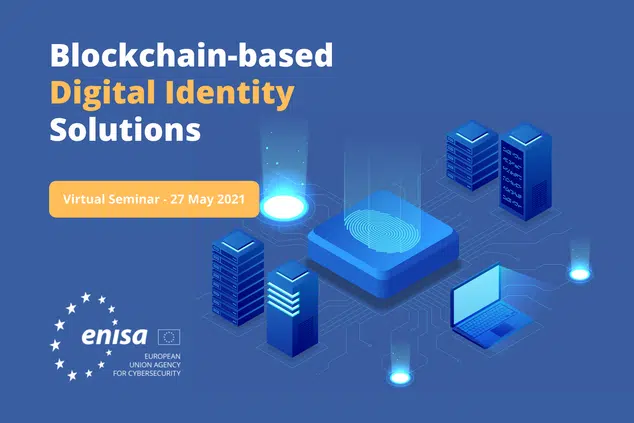 Blockchain-based
Digital Identity
Solutions
Virtual Seminar - 27 May 2021
enisa
EUROPEAN
UNION AGENCY
FOR CYBERSECURITY